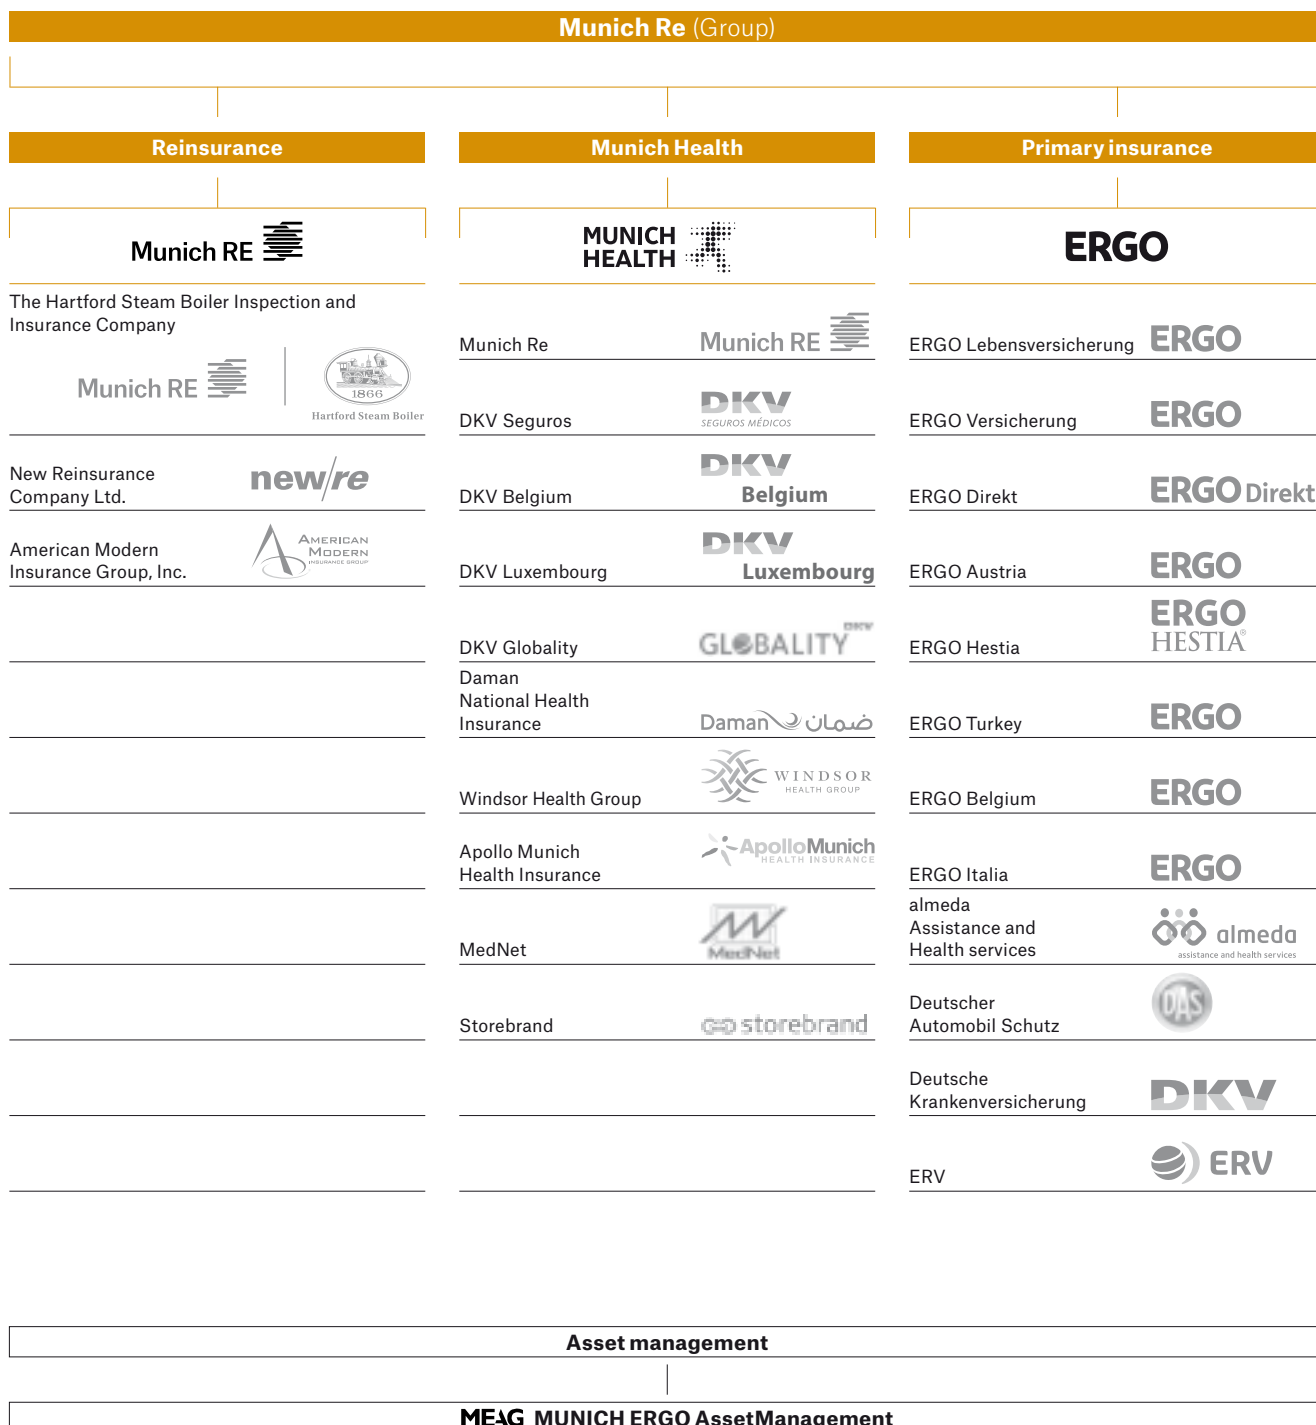 Munich Re (Group)
Reinsurance
Munich RE
The Hartford Steam Boiler Inspection and
Insurance Company
Munich RE
1866
Hartford Steam Boiler
New Reinsurance
Company Ltd.
new/re
American Modern
Insurance Group, Inc.
AMERICAN
MODERN
INSURANCE GROUP
Munich Health
MUNICH
HEALTH
Munich Re
Munich RE
DKV Seguros
DKV
SEGUROS MÉDICOS
DKV Belgium
DKV
Belgium
DKV Luxembourg
DKV
Luxembourg
DKV Globality
GLOBALITY DKV
Daman
National Health
Insurance
Daman ضمان
Windsor Health Group
WINDSOR
HEALTH GROUP
Apollo Munich
Health Insurance
ApolloMunich
HEALTH INSURANCE
MedNet
MedNet
Storebrand
storebrand
Primary insurance
ERGO
ERGO Lebensversicherung
ERGO
ERGO Versicherung
ERGO
ERGO Direkt
ERGO Direkt
ERGO Austria
ERGO
ERGO Hestia
ERGO
HESTIA®
ERGO Turkey
ERGO
ERGO Belgium
ERGO
ERGO Italia
ERGO
almeda
Assistance and
Health services
almeda
assistance and health services
Deutscher
Automobil Schutz
DAS
Deutsche
Krankenversicherung
DKV
ERV
ERV
Asset management
MEAG MUNICH ERGO AssetManagement